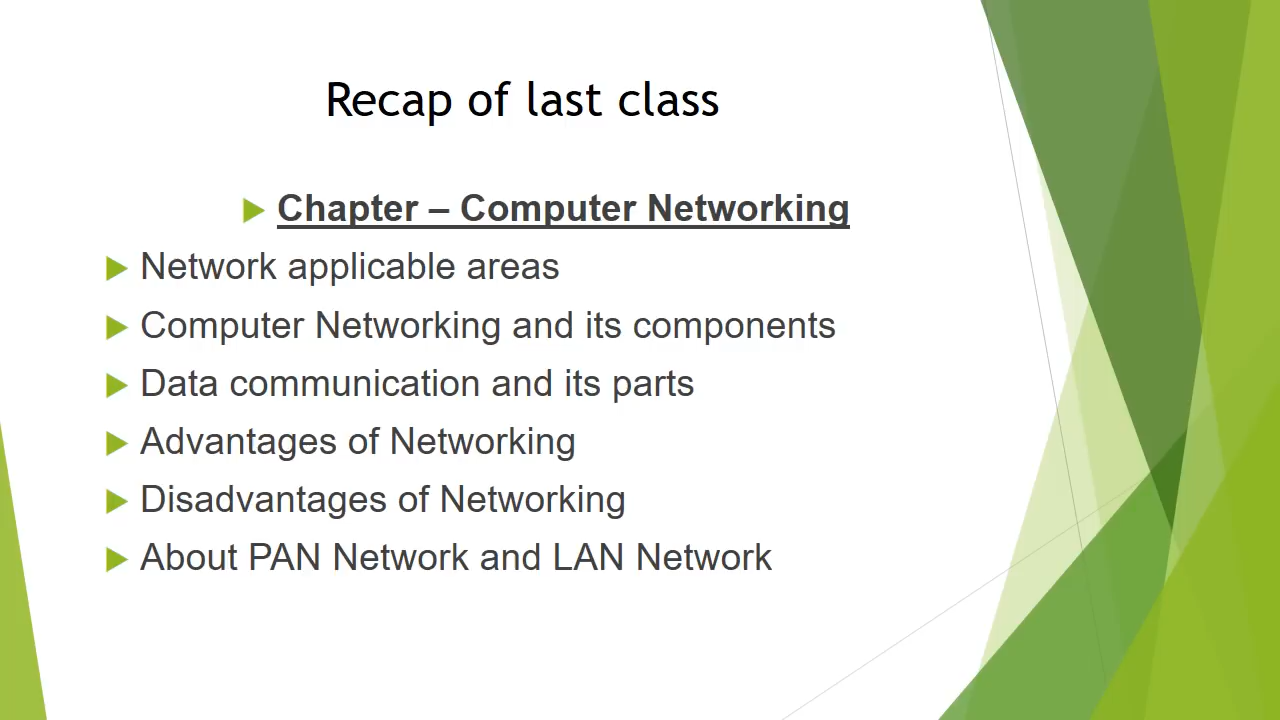 Recap of last class
Chapter – Computer Networking
Network applicable areas
Computer Networking and its components
Data communication and its parts
Advantages of Networking
Disadvantages of Networking
About PAN Network and LAN Network